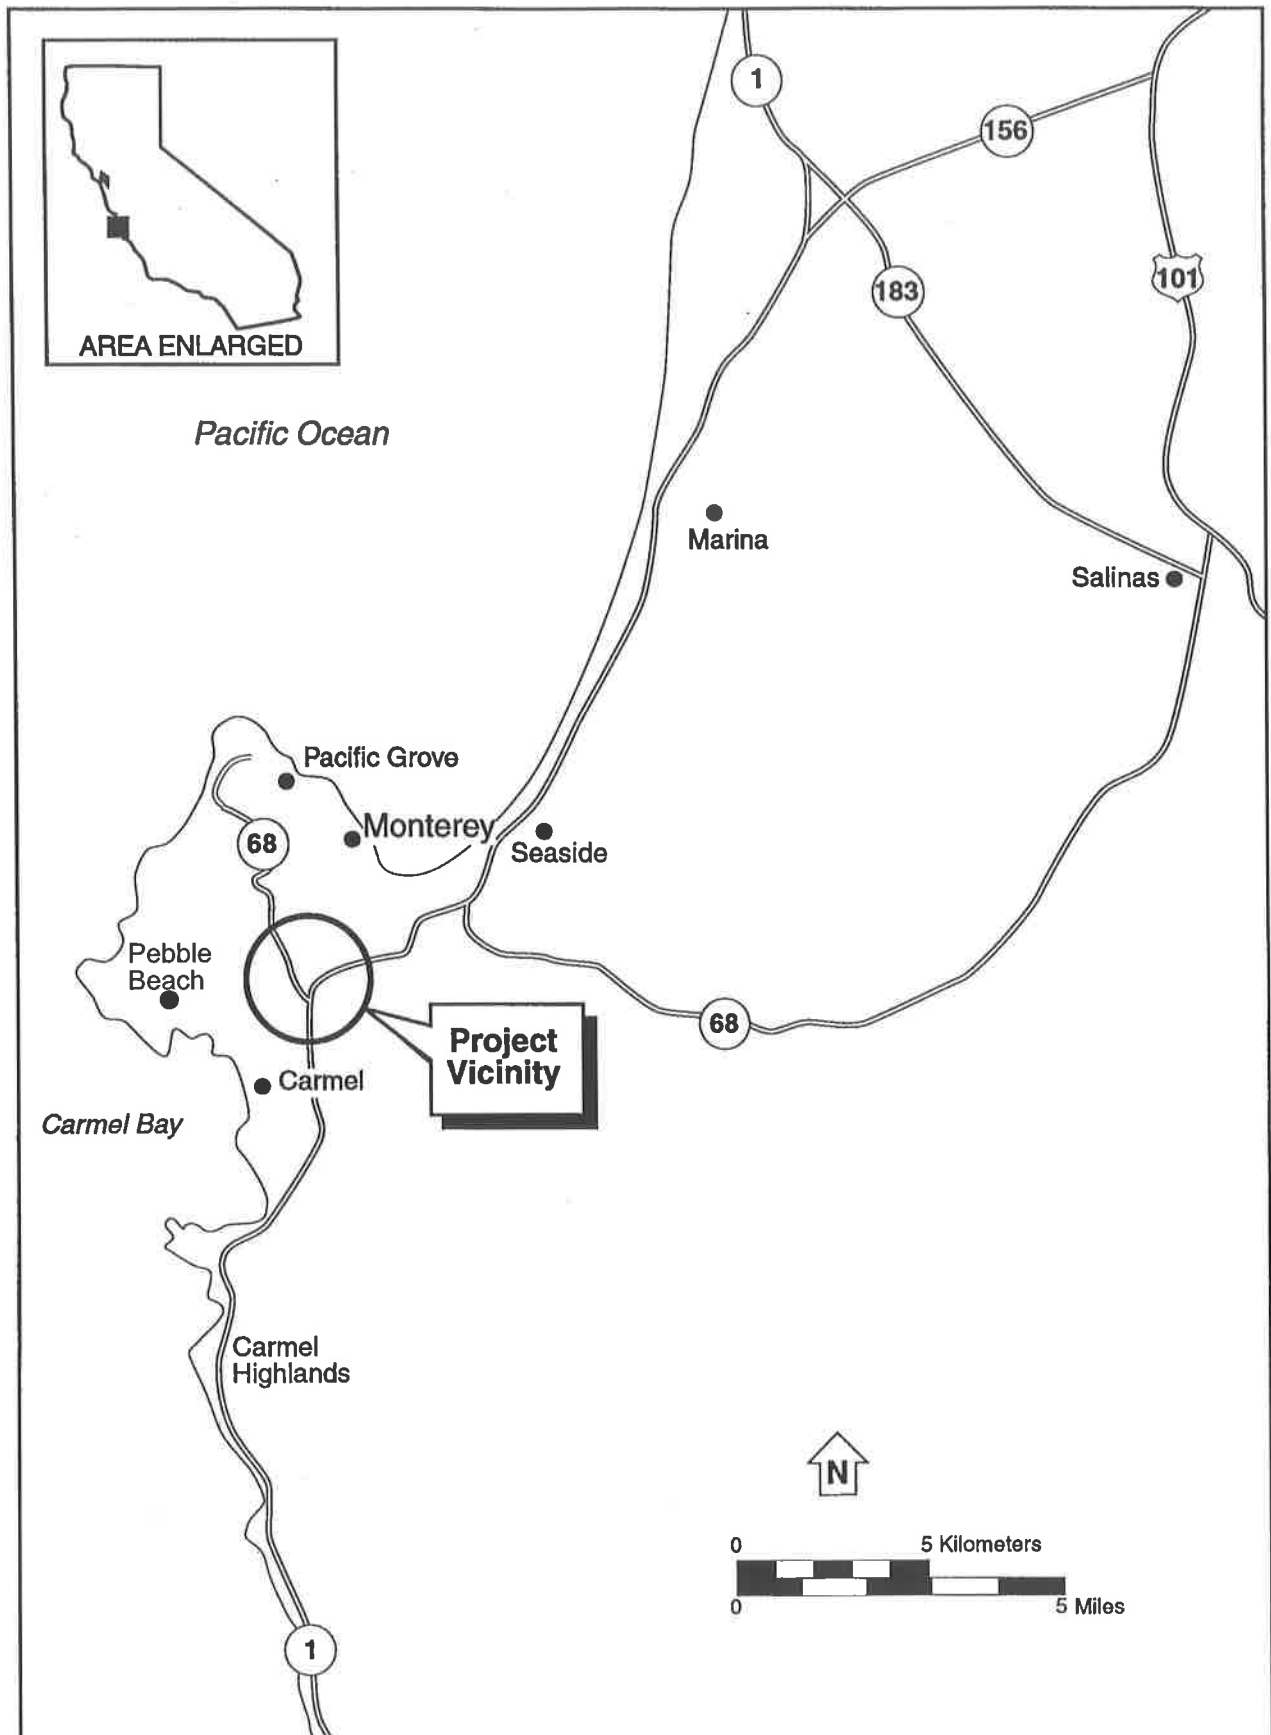 1
156
AREA ENLARGED
183
101
Pacific Ocean
Marina
Salinas
Pacific Grove
68
Monterey
Seaside
Pebble
Beach
Project
Vicinity
68
Carmel
Carmel Bay
Carmel
Highlands
N
0 5 Kilometers
0 5 Miles
1